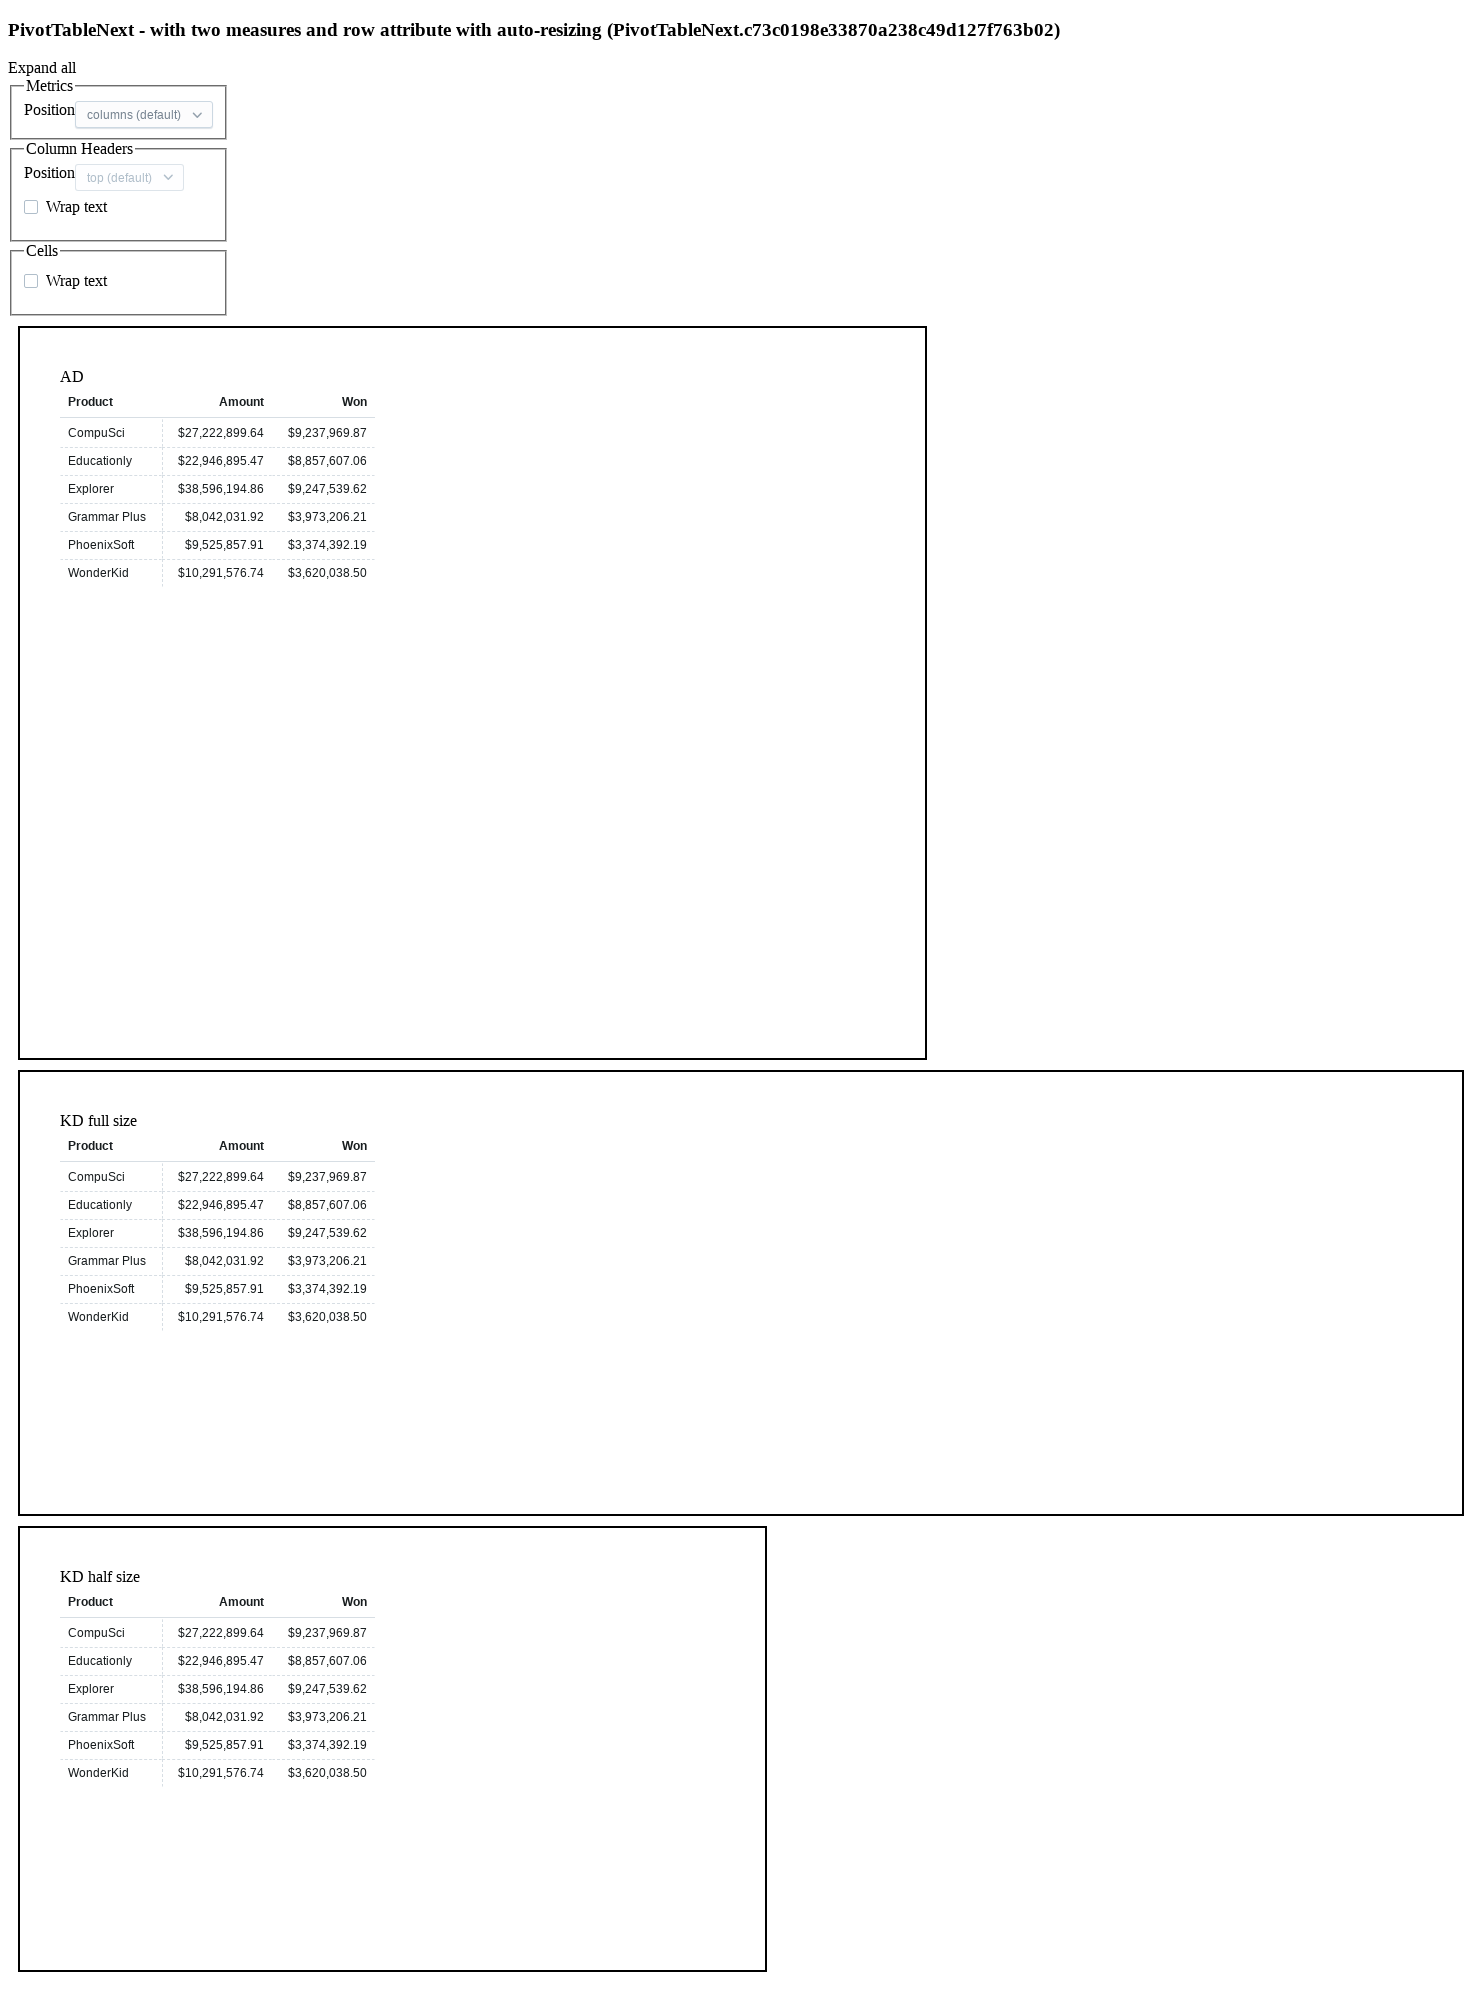 PivotTableNext - with two measures and row attribute with auto-resizing (PivotTableNext.c73c0198e33870a238c49d127f763b02)
Expand all
Metrics
Position columns (default)
Column Headers
Position top (default)
Wrap text
Cells
Wrap text
AD
Product Amount Won
CompuSci $27,222,899.64 $9,237,969.87
Educationly $22,946,895.47 $8,857,607.06
Explorer $38,596,194.86 $9,247,539.62
Grammar Plus $8,042,031.92 $3,973,206.21
PhoenixSoft $9,525,857.91 $3,374,392.19
WonderKid $10,291,576.74 $3,620,038.50
KD full size
Product Amount Won
CompuSci $27,222,899.64 $9,237,969.87
Educationly $22,946,895.47 $8,857,607.06
Explorer $38,596,194.86 $9,247,539.62
Grammar Plus $8,042,031.92 $3,973,206.21
PhoenixSoft $9,525,857.91 $3,374,392.19
WonderKid $10,291,576.74 $3,620,038.50
KD half size
Product Amount Won
CompuSci $27,222,899.64 $9,237,969.87
Educationly $22,946,895.47 $8,857,607.06
Explorer $38,596,194.86 $9,247,539.62
Grammar Plus $8,042,031.92 $3,973,206.21
PhoenixSoft $9,525,857.91 $3,374,392.19
WonderKid $10,291,576.74 $3,620,038.50